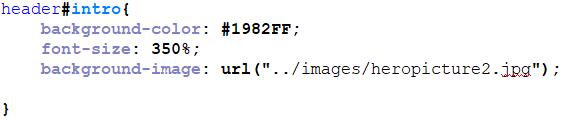 header#intro{
background-color: #1982FF;
font-size: 350%;
background-image: url("../images/heropicture2.jpg");
}